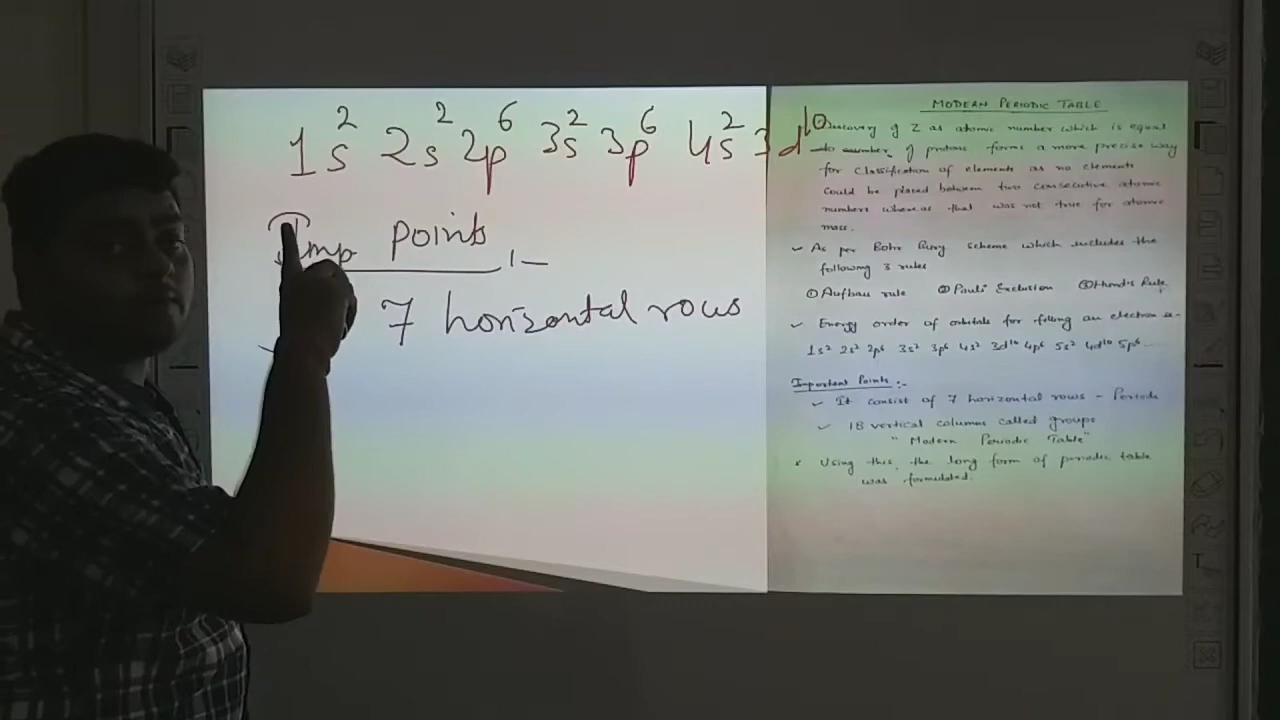 1s² 2s² 2p⁶ 3s² 3p⁶ 4s² 3d¹⁰
Imp Points :-
7 horizontal rows
MODERN PERIODIC TABLE
Discovery of Z as atomic number which is equal
to number of protons forms a more precise way
for classification of elements as no elements
could be placed between two consecutive atomic
numbers whereas that was not true for atomic
mass.
✓ As per Bohr Bury scheme which includes the
following 3 rules
① Aufbau rule ② Pauli Exclusion ③ Hund's Rule
✓ Energy order of orbitals for filling an electron
1s² 2s² 2p⁶ 3s² 3p⁶ 4s² 3d¹⁰ 4p⁶ 5s² 4d¹⁰ 5p⁶...
Important Points :-
✓ It consist of 7 horizontal rows - Periods
✓ 18 vertical columns called groups
"Modern Periodic Table"
* Using this, the long form of periodic table
was formulated.
T